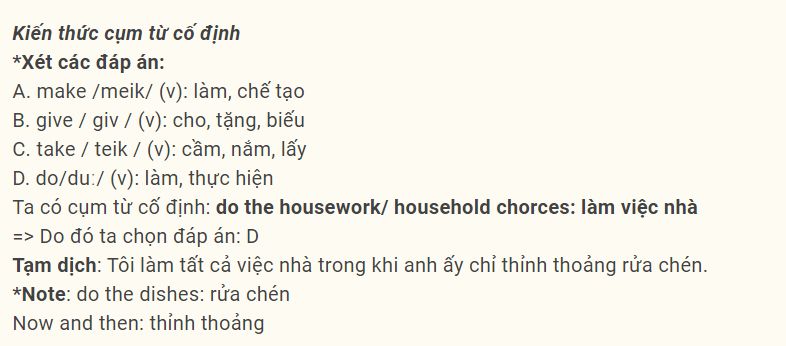 Kiến thức cụm từ cố định
*Xét các đáp án:
A. make /meik/ (v): làm, chế tạo
B. give / giv / (v): cho, tặng, biếu
C. take / teik / (v): cầm, nắm, lấy
D. do/duː/ (v): làm, thực hiện
Ta có cụm từ cố định: do the housework/ household chorces: làm việc nhà
=> Do đó ta chọn đáp án: D
Tạm dịch: Tôi làm tất cả việc nhà trong khi anh ấy chỉ thỉnh thoảng rửa chén.
*Note: do the dishes: rửa chén
Now and then: thỉnh thoảng